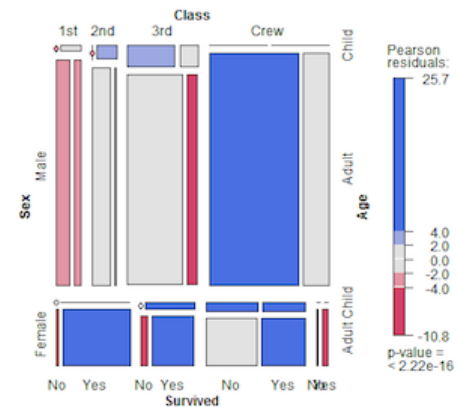 Class
1st 2nd 3rd Crew
Child
Adult
Male
Sex
Age
Female
Adult Child
No Yes No Yes No Yes No Yes
Survived
Pearson
residuals:
25.7
4.0
2.0
0.0
-2.0
-4.0
-10.8
p-value =
< 2.22e-16